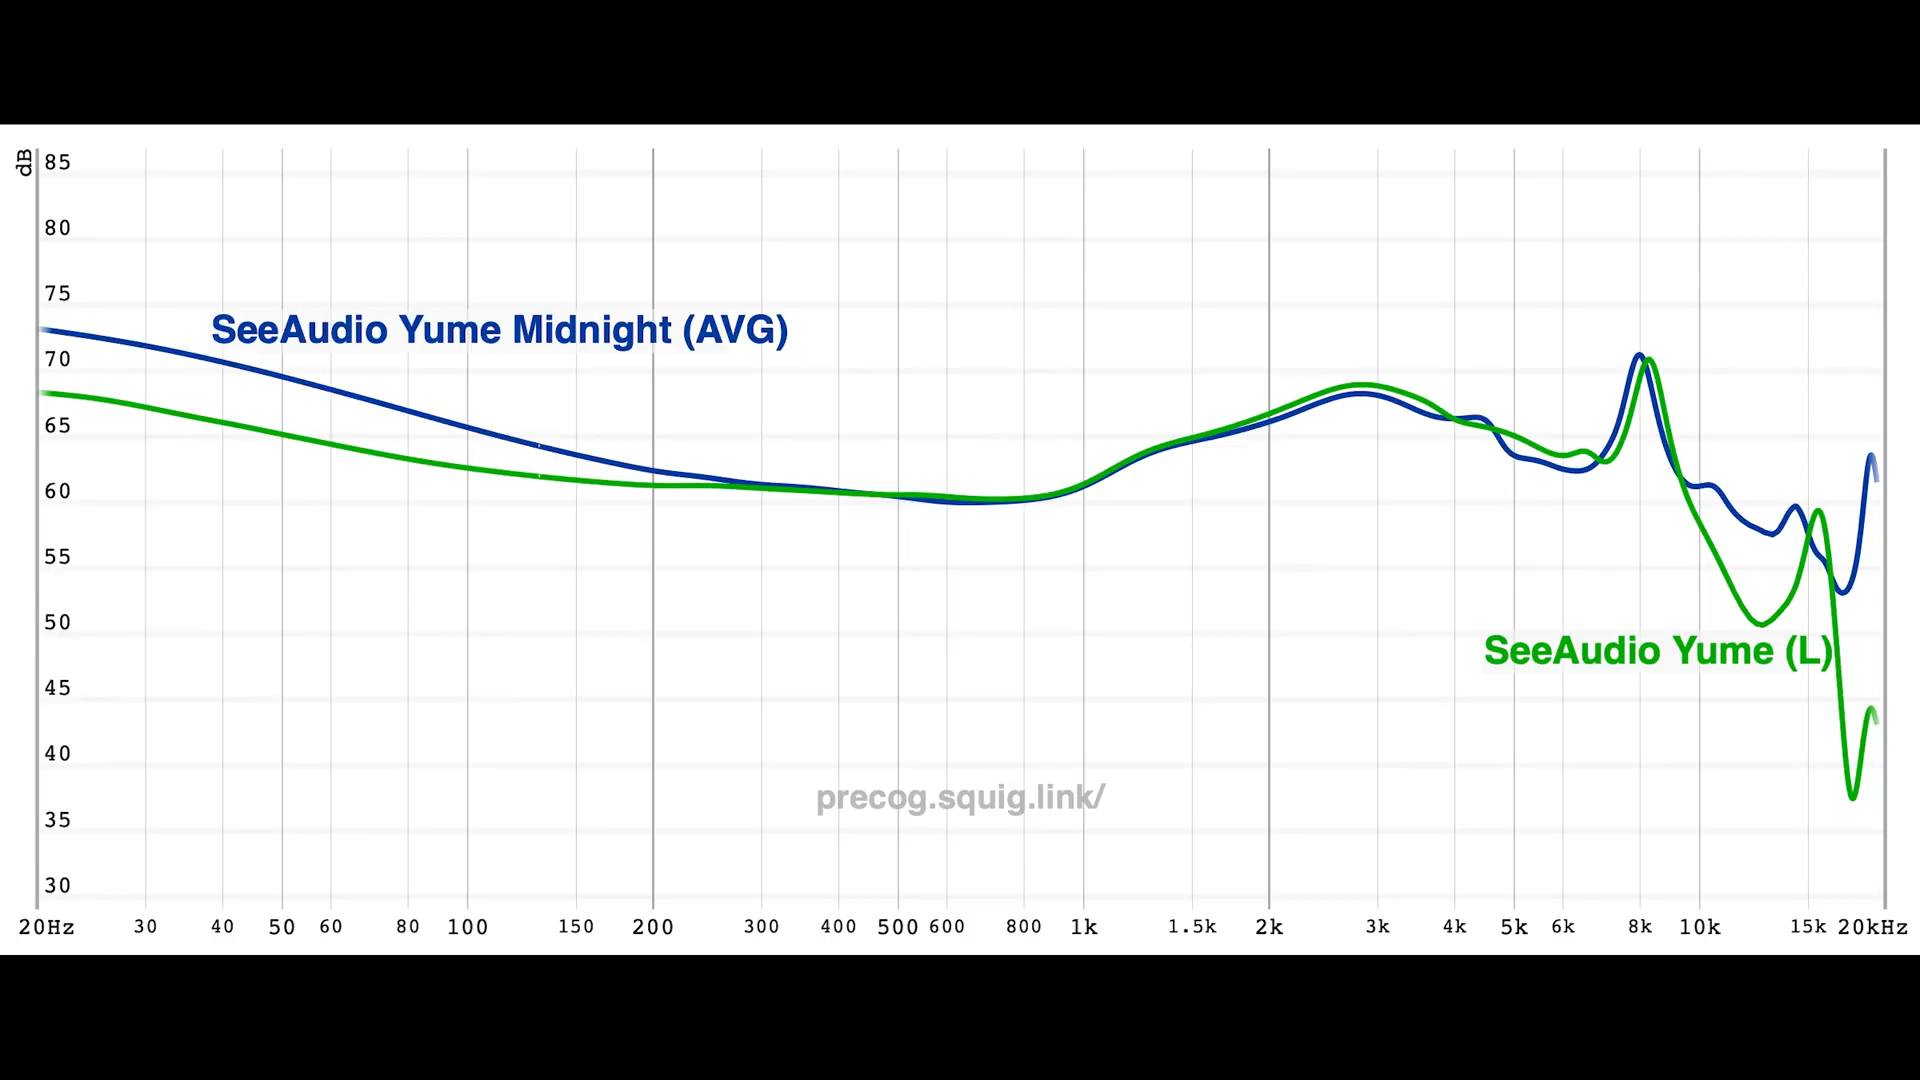 dB
85
80
75
SeeAudio Yume Midnight (AVG)
70
65
60
55
50
SeeAudio Yume (L)
45
40
precog.squig.link/
35
30
20Hz 30 40 50 60 80 100 150 200 300 400 500 600 800 1k 1.5k 2k 3k 4k 5k 6k 8k 10k 15k 20kHz